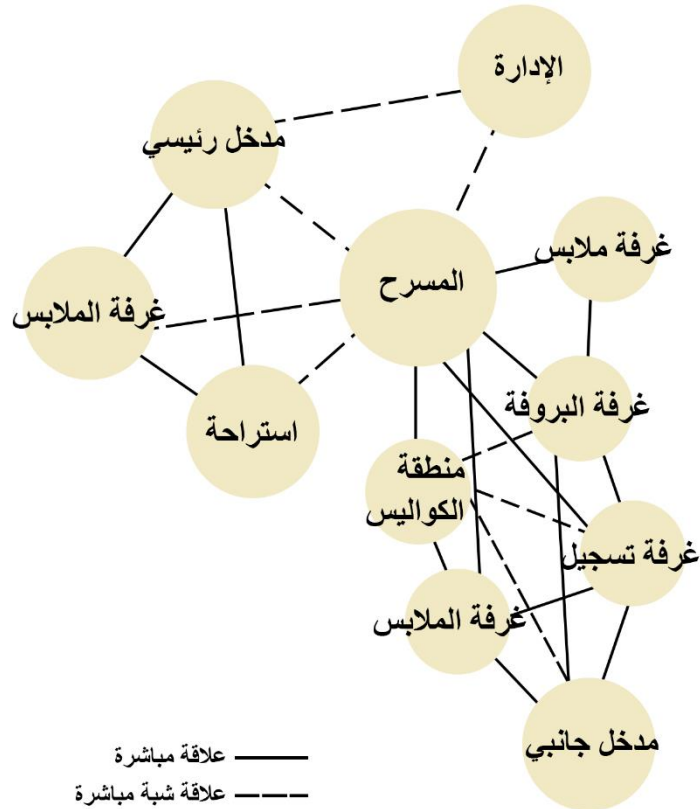 الإدارة
مدخل رئيسي
غرفة ملابس
المسرح
غرفة الملابس
غرفة البروفة
استراحة
منطقة
الكواليس
غرفة تسجيل
غرفة الملابس
مدخل جانبي
علاقة مباشرة
علاقة شبة مباشرة